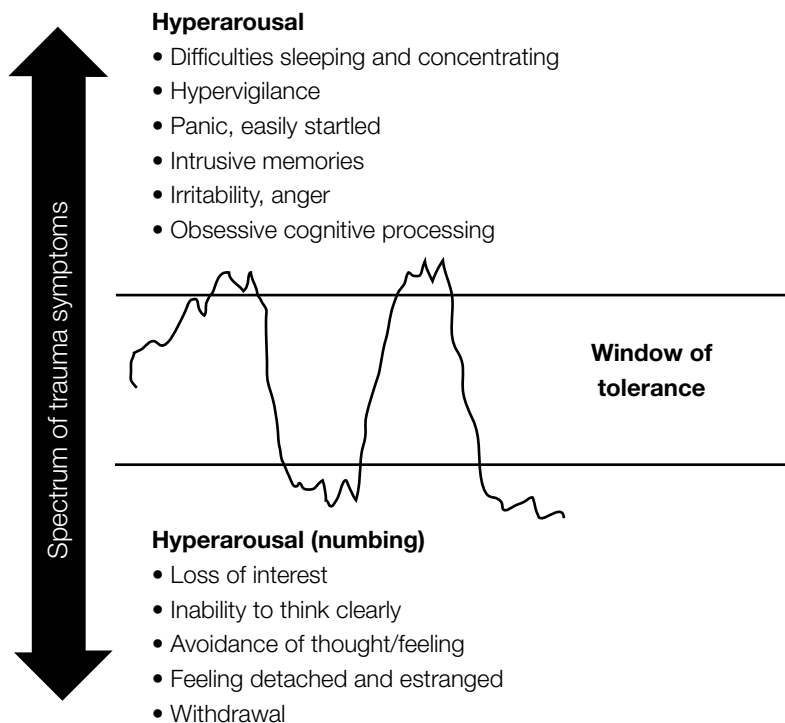 Hyperarousal
• Difficulties sleeping and concentrating
• Hypervigilance
• Panic, easily startled
• Intrusive memories
• Irritability, anger
• Obsessive cognitive processing
Spectrum of trauma symptoms
Window of
tolerance
Hyperarousal (numbing)
• Loss of interest
• Inability to think clearly
• Avoidance of thought/feeling
• Feeling detached and estranged
• Withdrawal